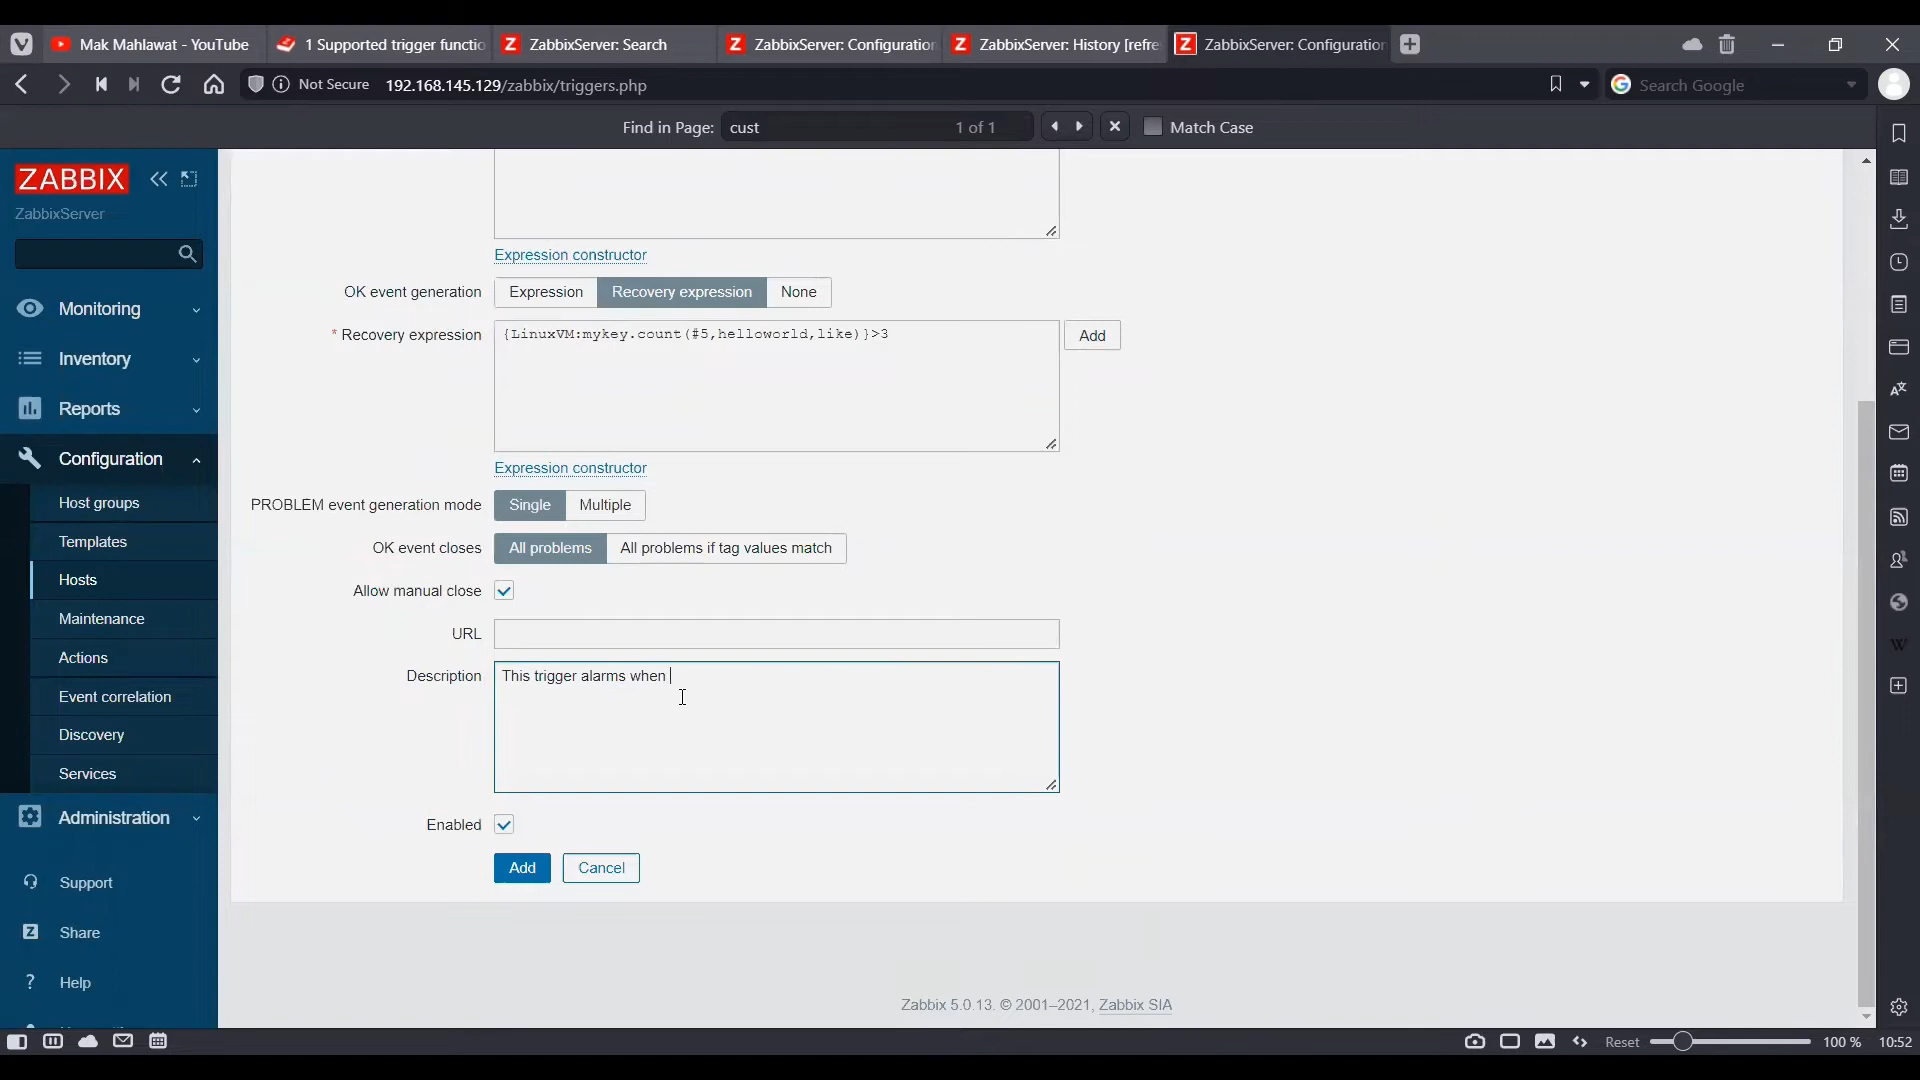 Mak Mahlawat - YouTube
1 Supported trigger functio
ZabbixServer: Search
ZabbixServer: Configuration
ZabbixServer: History [refre
ZabbixServer: Configuration
Not Secure 192.168.145.129/zabbix/triggers.php
Search Google
Find in Page: cust 1 of 1 Match Case
ZABBIX
ZabbixServer
Monitoring
Inventory
Reports
Configuration
Host groups
Templates
Hosts
Maintenance
Actions
Event correlation
Discovery
Services
Administration
Support
Share
Help
Expression constructor
OK event generation Expression Recovery expression None
* Recovery expression {LinuxVM:mykey.count(#5,helloworld,like)}>3 Add
Expression constructor
PROBLEM event generation mode Single Multiple
OK event closes All problems All problems if tag values match
Allow manual close
URL
Description This trigger alarms when
Enabled
Add Cancel
Zabbix 5.0.13. © 2001–2021, Zabbix SIA
Reset 100 % 10:52